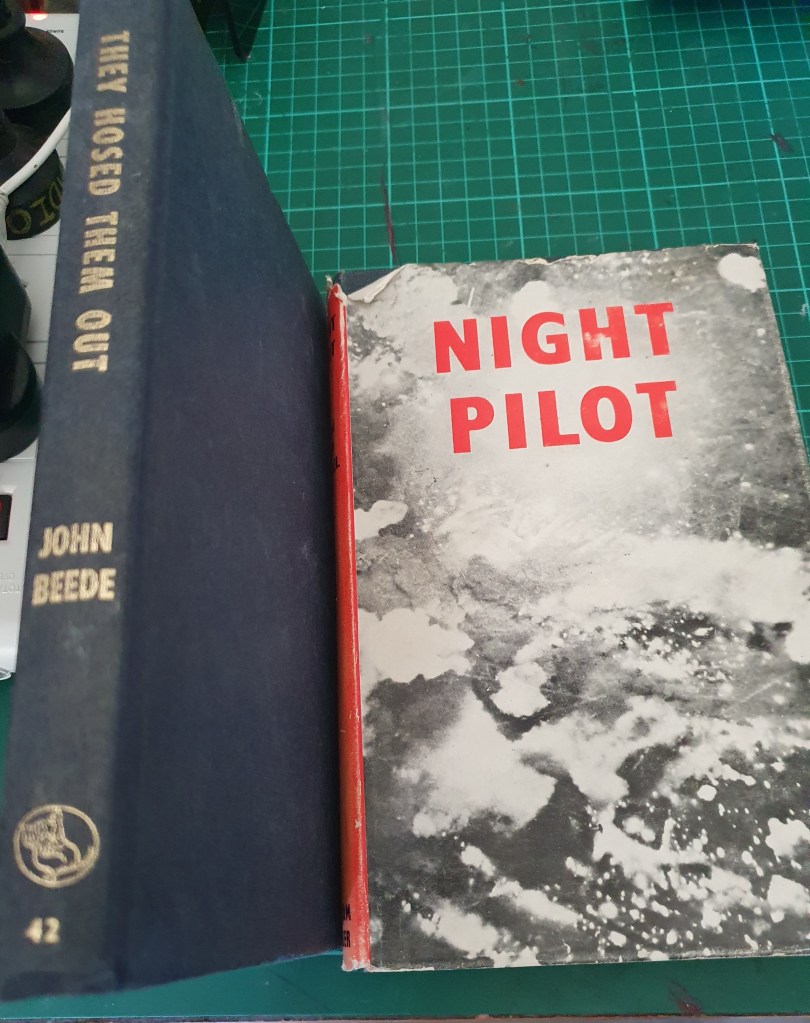 THEY HOSED THEM OUT
JOHN
BEEDE
42
NIGHT
PILOT